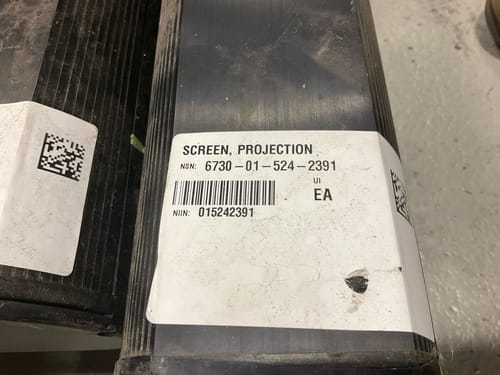 SCREEN, PROJECTION
NSN: 6730-01-524-2391
UI
EA
NIIN: 015242391